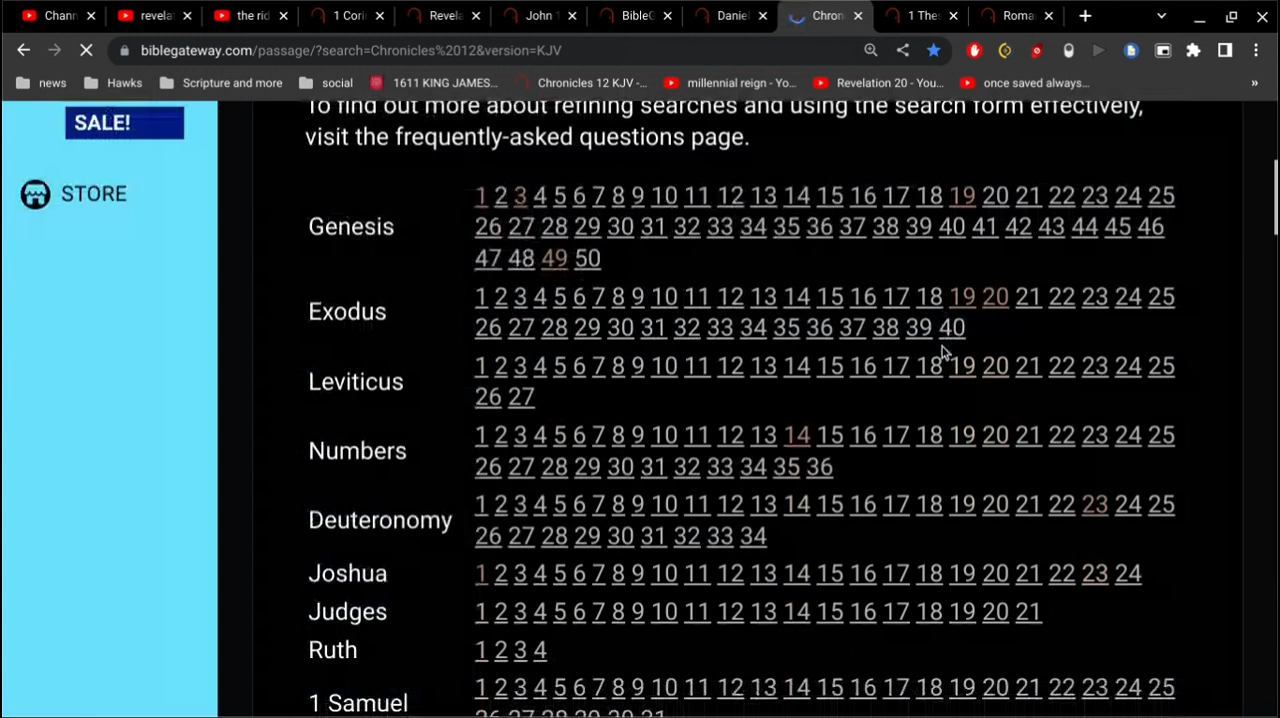 Chann
revela
the rid
1 Cori
Revela
John 1
BibleG
Daniel
Chron
1 Thes
Roma
biblegateway.com/passage/?search=Chronicles%2012&version=KJV
news
Hawks
Scripture and more
social
1611 KING JAMES...
Chronicles 12 KJV -...
millennial reign - Yo...
Revelation 20 - You...
once saved always...
»
SALE!
STORE
To find out more about refining searches and using the search form effectively,
visit the frequently-asked questions page.
Genesis
1 2 3 4 5 6 7 8 9 10 11 12 13 14 15 16 17 18 19 20 21 22 23 24 25
26 27 28 29 30 31 32 33 34 35 36 37 38 39 40 41 42 43 44 45 46
47 48 49 50
Exodus
1 2 3 4 5 6 7 8 9 10 11 12 13 14 15 16 17 18 19 20 21 22 23 24 25
26 27 28 29 30 31 32 33 34 35 36 37 38 39 40
Leviticus
1 2 3 4 5 6 7 8 9 10 11 12 13 14 15 16 17 18 19 20 21 22 23 24 25
26 27
Numbers
1 2 3 4 5 6 7 8 9 10 11 12 13 14 15 16 17 18 19 20 21 22 23 24 25
26 27 28 29 30 31 32 33 34 35 36
Deuteronomy
1 2 3 4 5 6 7 8 9 10 11 12 13 14 15 16 17 18 19 20 21 22 23 24 25
26 27 28 29 30 31 32 33 34
Joshua
1 2 3 4 5 6 7 8 9 10 11 12 13 14 15 16 17 18 19 20 21 22 23 24
Judges
1 2 3 4 5 6 7 8 9 10 11 12 13 14 15 16 17 18 19 20 21
Ruth
1 2 3 4
1 Samuel
1 2 3 4 5 6 7 8 9 10 11 12 13 14 15 16 17 18 19 20 21 22 23 24 25
26 27 28 29 30 31